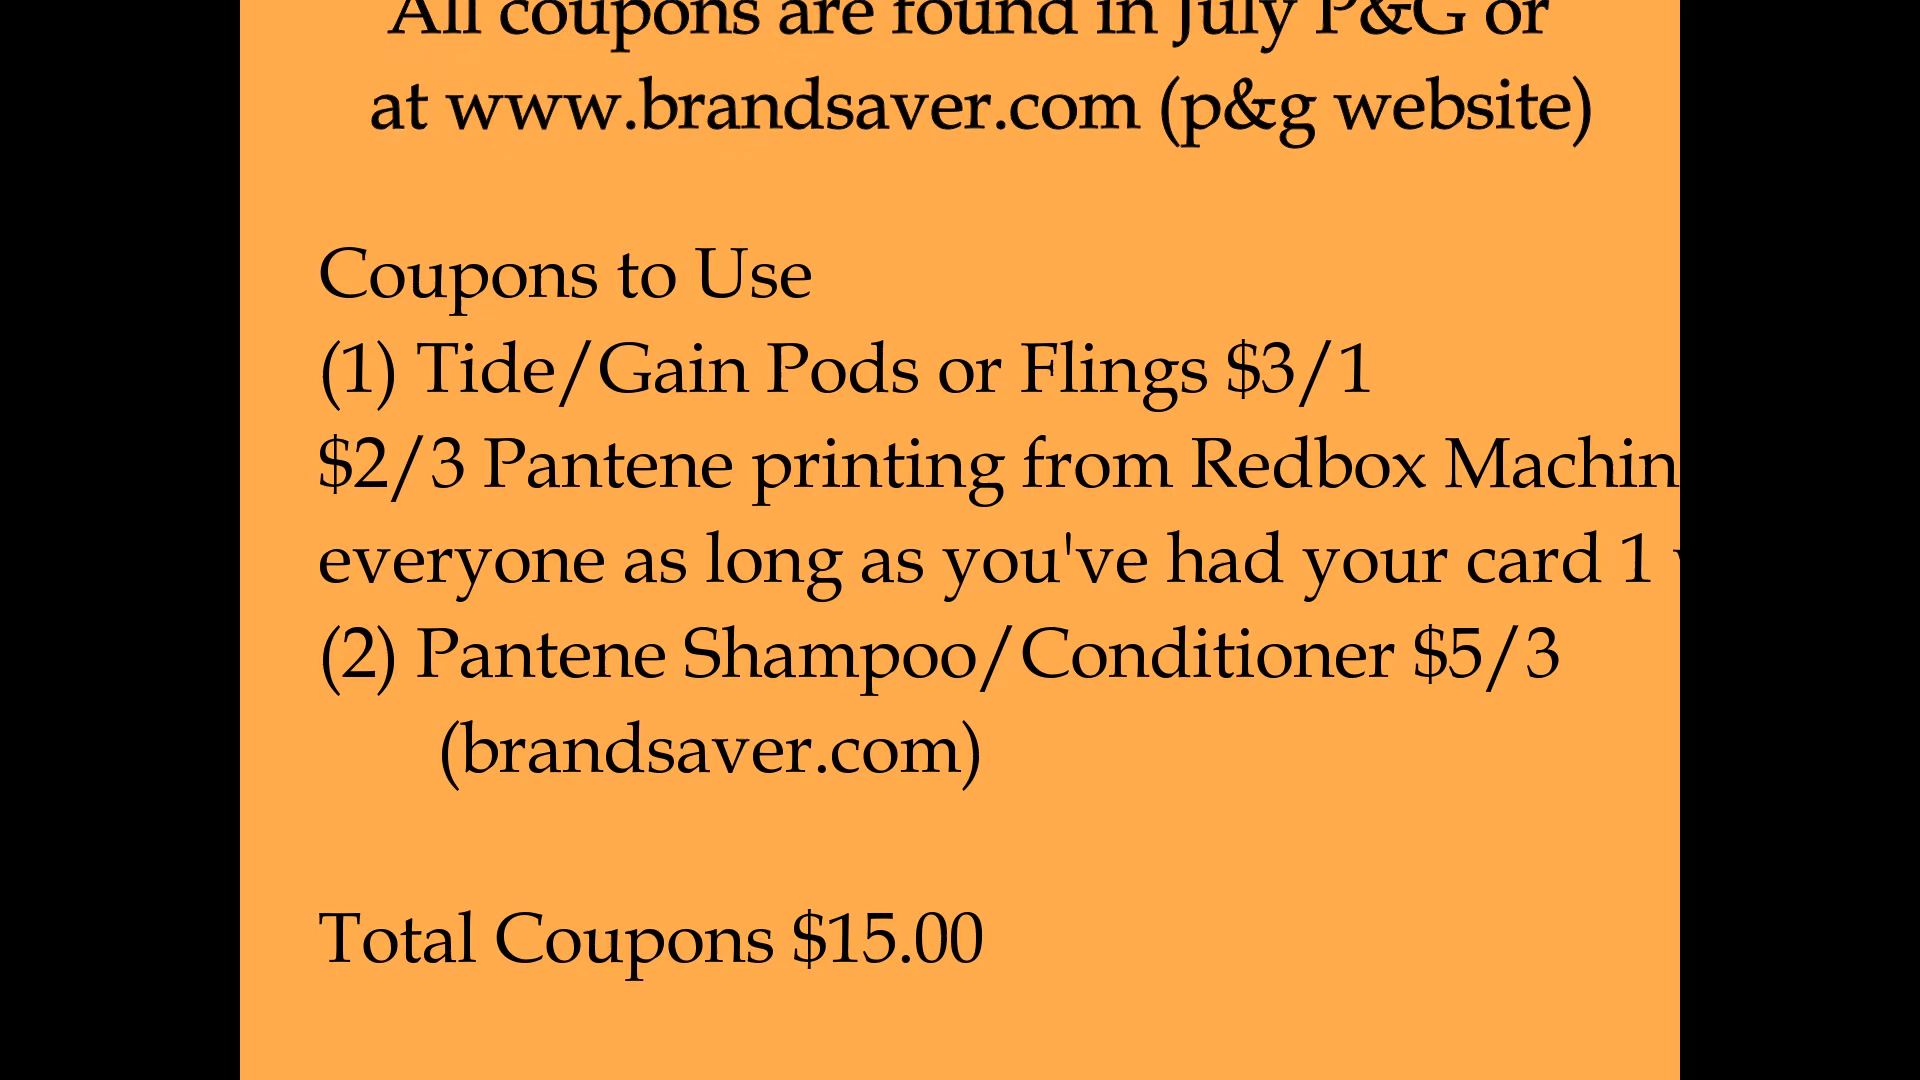 All coupons are found in July P&G or
at www.brandsaver.com (p&g website)
Coupons to Use
(1) Tide/Gain Pods or Flings $3/1
$2/3 Pantene printing from Redbox Machin
everyone as long as you've had your card 1
(2) Pantene Shampoo/Conditioner $5/3
(brandsaver.com)
Total Coupons $15.00